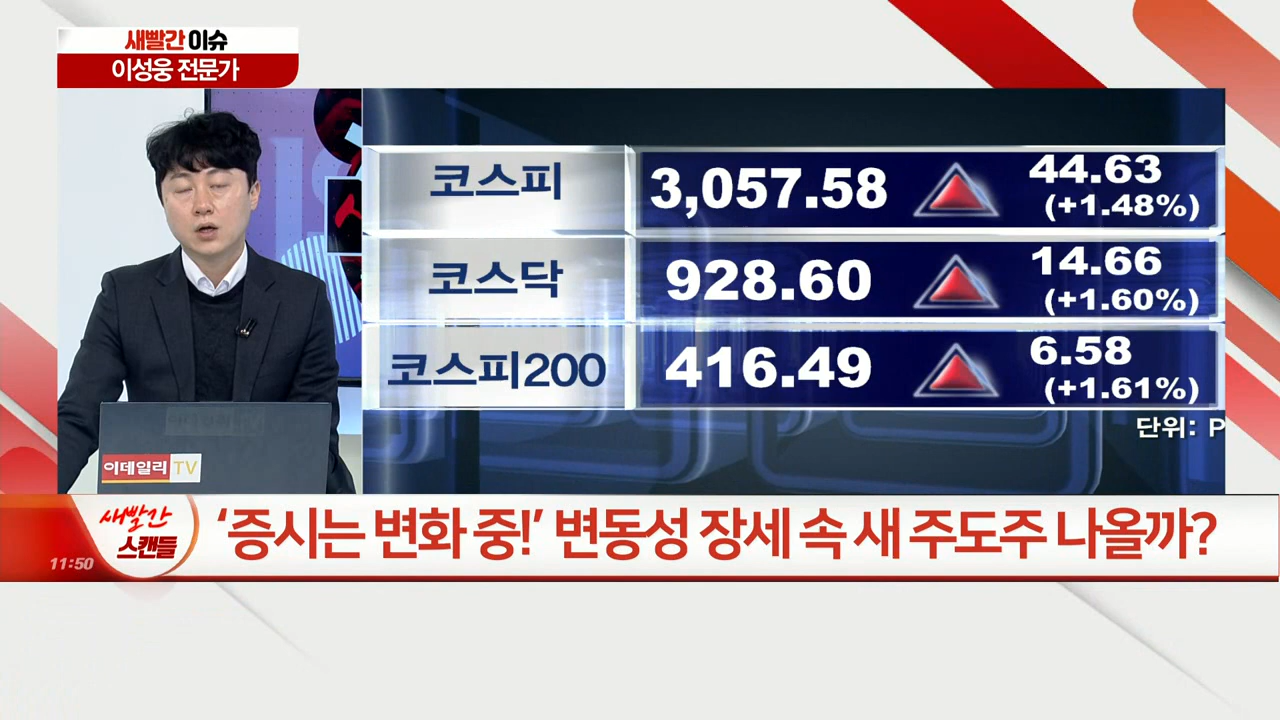 새빨간 이슈
이성웅 전문가
코스피 3,057.58 ▲ 44.63
(+1.48%)
코스닥 928.60 ▲ 14.66
(+1.60%)
코스피200 416.49 ▲ 6.58
(+1.61%)
단위: P
이데일리 TV
새빨간
스캔들
11:50
‘증시는 변화 중!’ 변동성 장세 속 새 주도주 나올까?